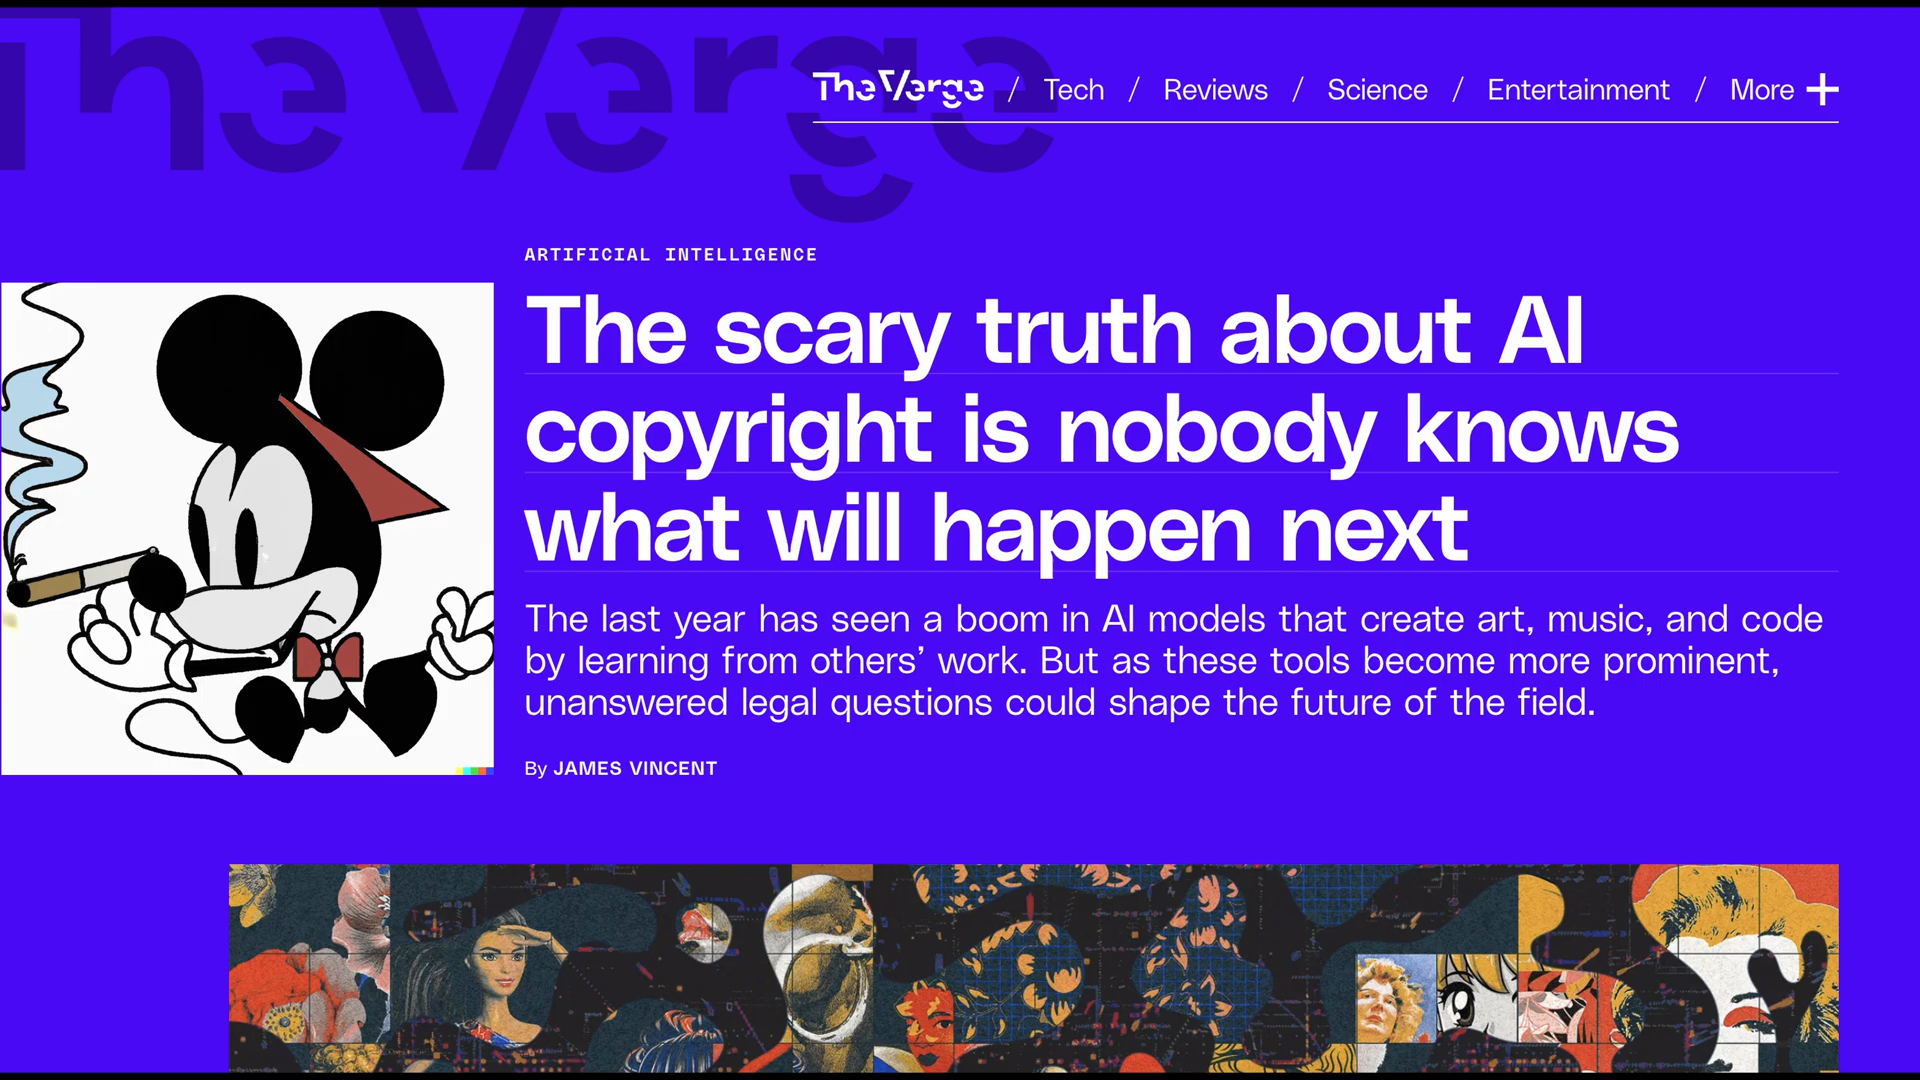 The Verge
The Verge / Tech / Reviews / Science / Entertainment / More +
ARTIFICIAL INTELLIGENCE
The scary truth about AI
copyright is nobody knows
what will happen next
The last year has seen a boom in AI models that create art, music, and code
by learning from others’ work. But as these tools become more prominent,
unanswered legal questions could shape the future of the field.
By JAMES VINCENT